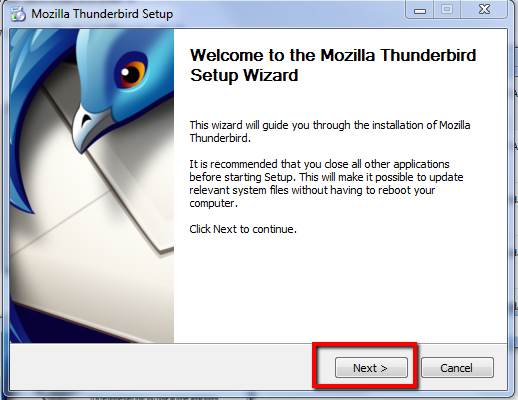 Mozilla Thunderbird Setup
Welcome to the Mozilla Thunderbird
Setup Wizard
This wizard will guide you through the installation of Mozilla
Thunderbird.
It is recommended that you close all other applications
before starting Setup. This will make it possible to update
relevant system files without having to reboot your
computer.
Click Next to continue.
Next >
Cancel